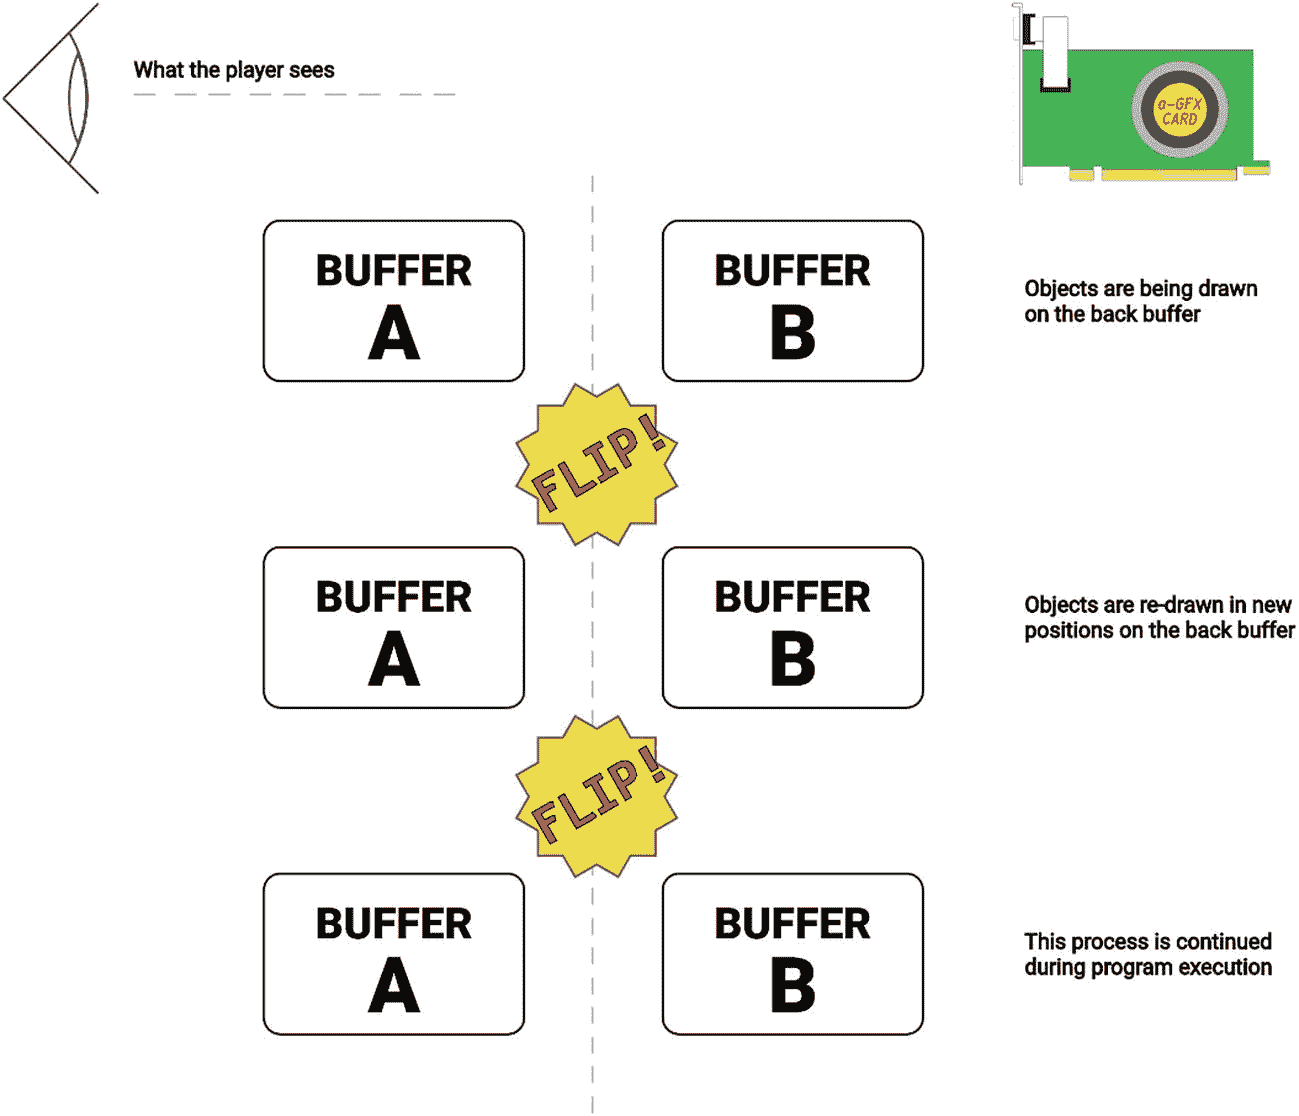 What the player sees
α-GFX
CARD
BUFFER
A
BUFFER
B
Objects are being drawn
on the back buffer
FLIP!
BUFFER
A
BUFFER
B
Objects are re-drawn in new
positions on the back buffer
FLIP!
BUFFER
A
BUFFER
B
This process is continued
during program execution